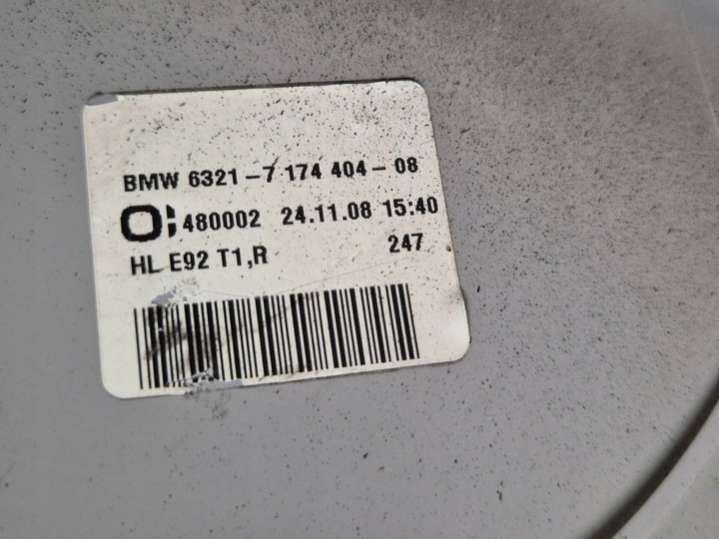 BMW 6321-7 174 404-08
480002 24.11.08 15:40
HL E92 T1,R 247